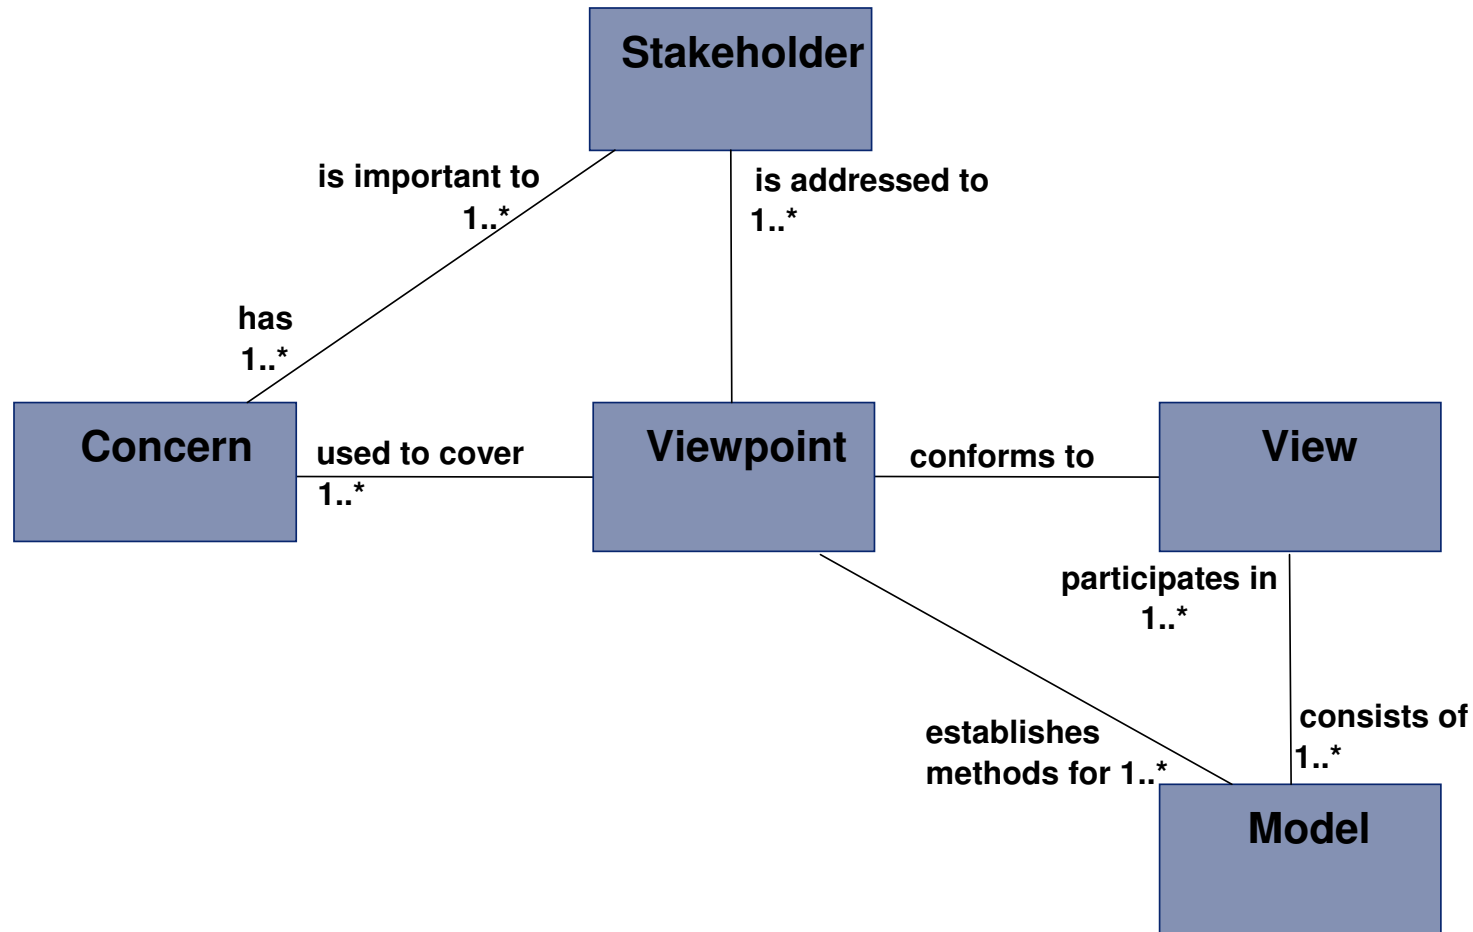 Stakeholder
is important to
1..*
is addressed to
1..*
has
1..*
Concern
used to cover
1..*
Viewpoint
conforms to
View
participates in
1..*
establishes
methods for 1..*
consists of
1..*
Model